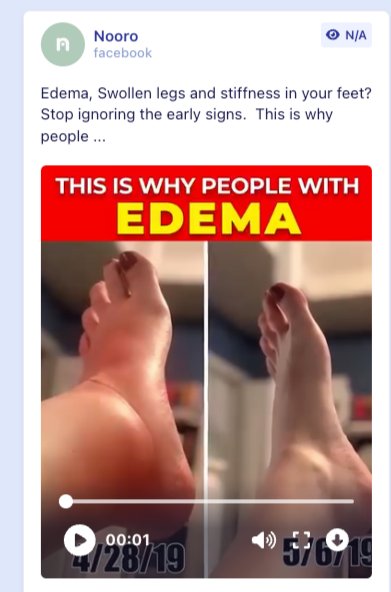 n
Nooro
N/A
facebook
Edema, Swollen legs and stiffness in your feet?
Stop ignoring the early signs.  This is why
people ...
THIS IS WHY PEOPLE WITH
EDEMA
00:01
4/28/19
5/6/19